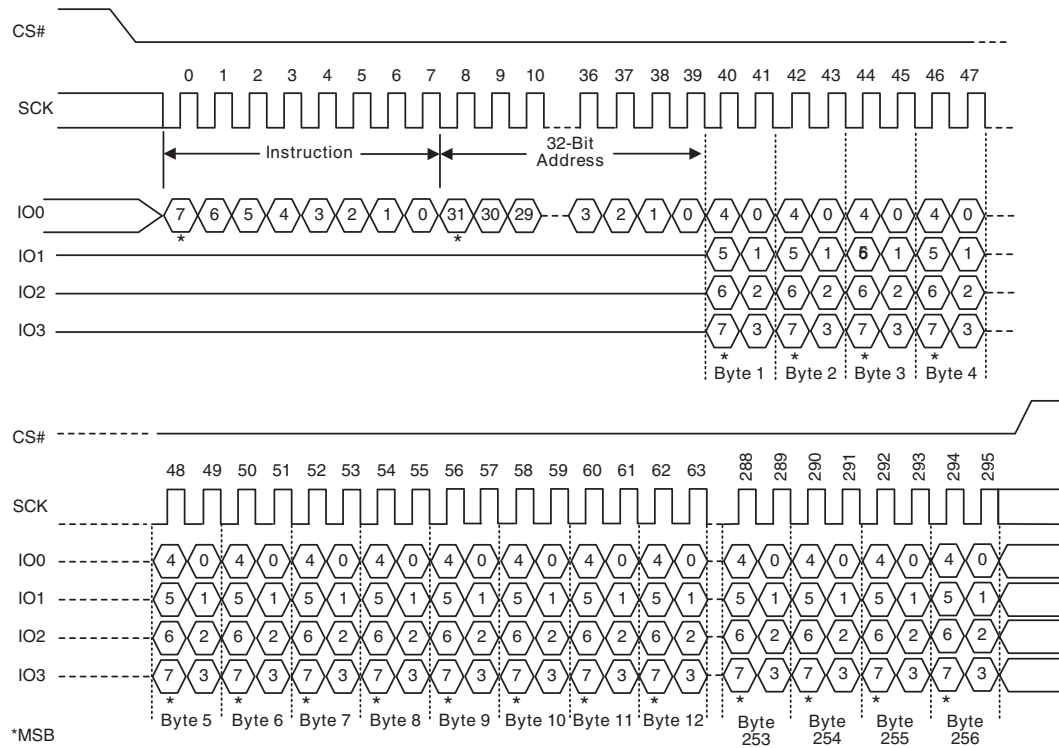 CS#
0 1 2 3 4 5 6 7 8 9 10 36 37 38 39 40 41 42 43 44 45 46 47
SCK
Instruction
32-Bit
Address
IO0 7 6 5 4 3 2 1 0 31 30 29 3 2 1 0 4 0 4 0 4 0 4 0
* *
IO1 5 1 5 1 5 1 5 1
IO2 6 2 6 2 6 2 6 2
IO3 7 3 7 3 7 3 7 3
* * * *
Byte 1 Byte 2 Byte 3 Byte 4
CS#
48 49 50 51 52 53 54 55 56 57 58 59 60 61 62 63 288 289 290 291 292 293 294 295
SCK
IO0 4 0 4 0 4 0 4 0 4 0 4 0 4 0 4 0 4 0 4 0 4 0 4 0
IO1 5 1 5 1 5 1 5 1 5 1 5 1 5 1 5 1 5 1 5 1 5 1 5 1
IO2 6 2 6 2 6 2 6 2 6 2 6 2 6 2 6 2 6 2 6 2 6 2 6 2
IO3 7 3 7 3 7 3 7 3 7 3 7 3 7 3 7 3 7 3 7 3 7 3 7 3
* * * * * * * * * * * *
Byte 5 Byte 6 Byte 7 Byte 8 Byte 9 Byte 10 Byte 11 Byte 12 Byte Byte Byte Byte
253 254 255 256
*MSB